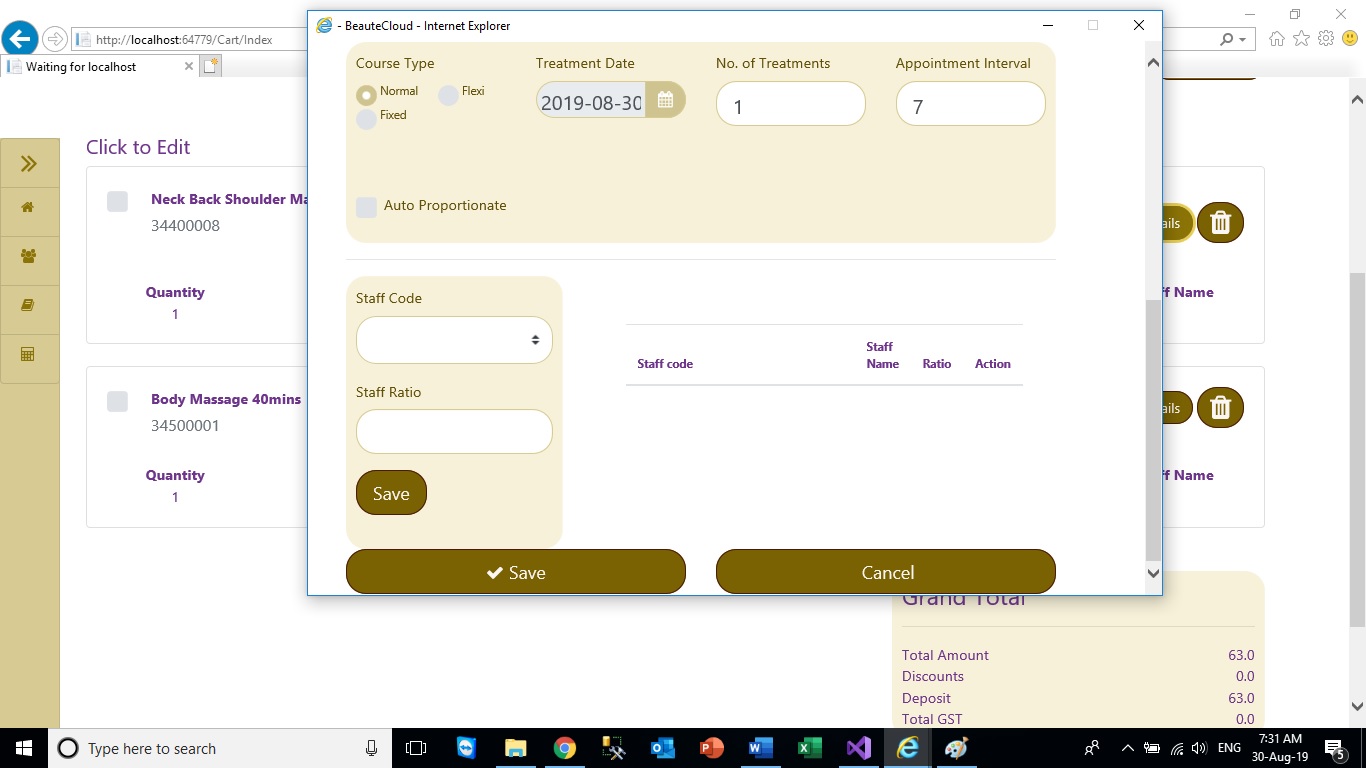 - BeauteCloud - Internet Explorer
http://localhost:64779/Cart/Index
Waiting for localhost
Course Type
Treatment Date
No. of Treatments
Appointment Interval
Normal
Flexi
Fixed
2019-08-30
1
7
Auto Proportionate
Click to Edit
Neck Back Shoulder
34400008
ails
Quantity
1
ff Name
Staff Code
Staff Ratio
Save
Staff code
Staff Name
Ratio
Action
Body Massage 40mins
34500001
ails
Quantity
1
ff Name
Save
Cancel
Grand Total
Total Amount 63.0
Discounts 0.0
Deposit 63.0
Total GST 0.0
Type here to search
ENG
7:31 AM
30-Aug-19
5